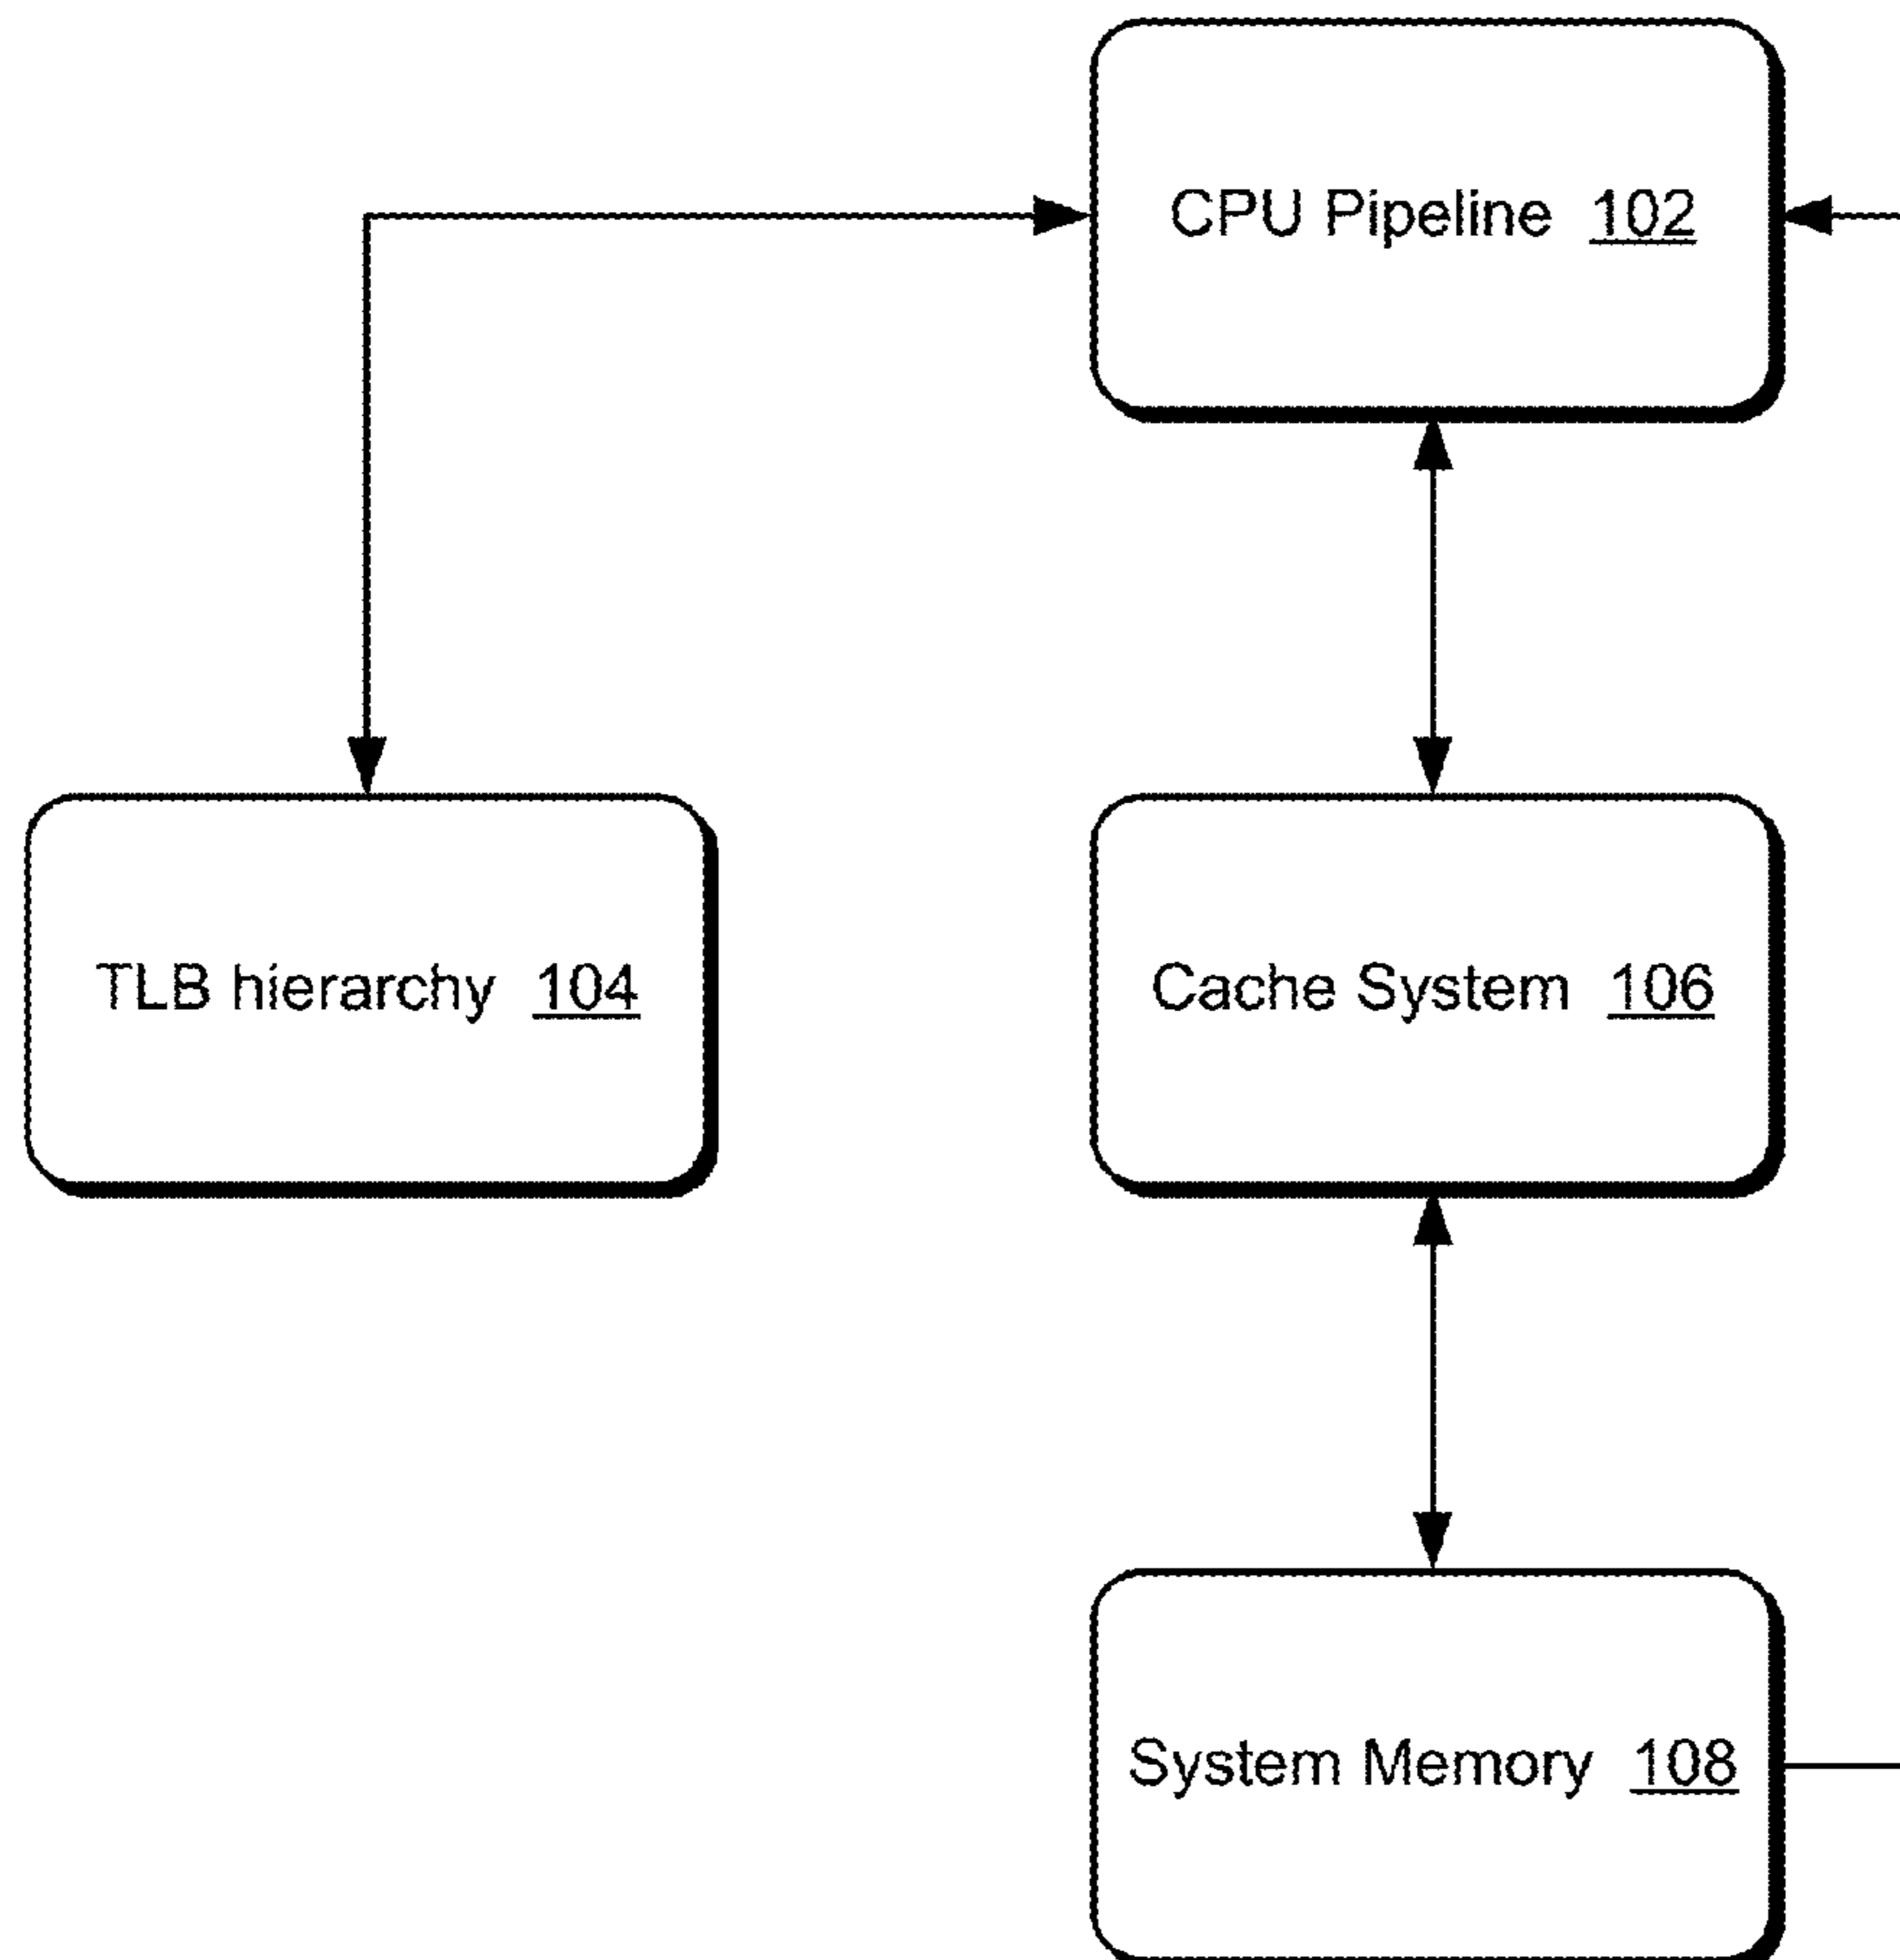 CPU Pipeline 102
TLB hierarchy 104
Cache System 106
System Memory 108